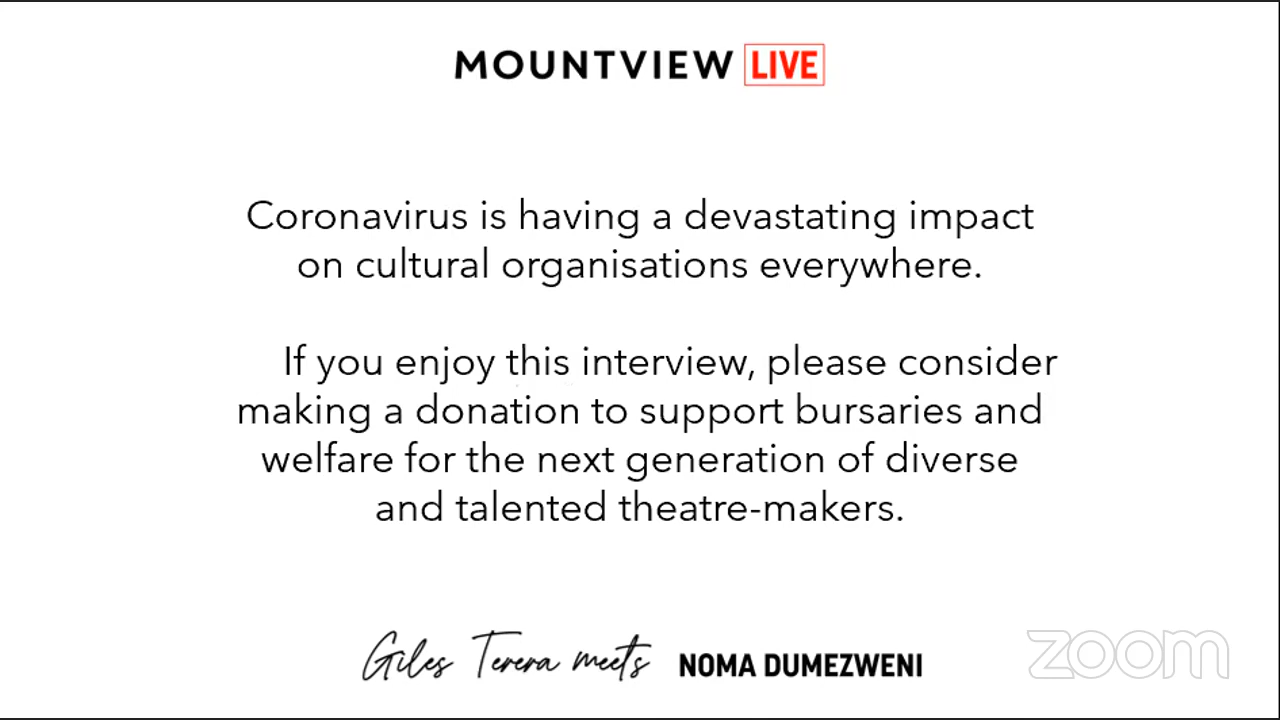 MOUNTVIEW LIVE
Coronavirus is having a devastating impact
on cultural organisations everywhere.
If you enjoy this interview, please consider
making a donation to support bursaries and
welfare for the next generation of diverse
and talented theatre-makers.
Giles Terera meets NOMA DUMEZWENI
zoom